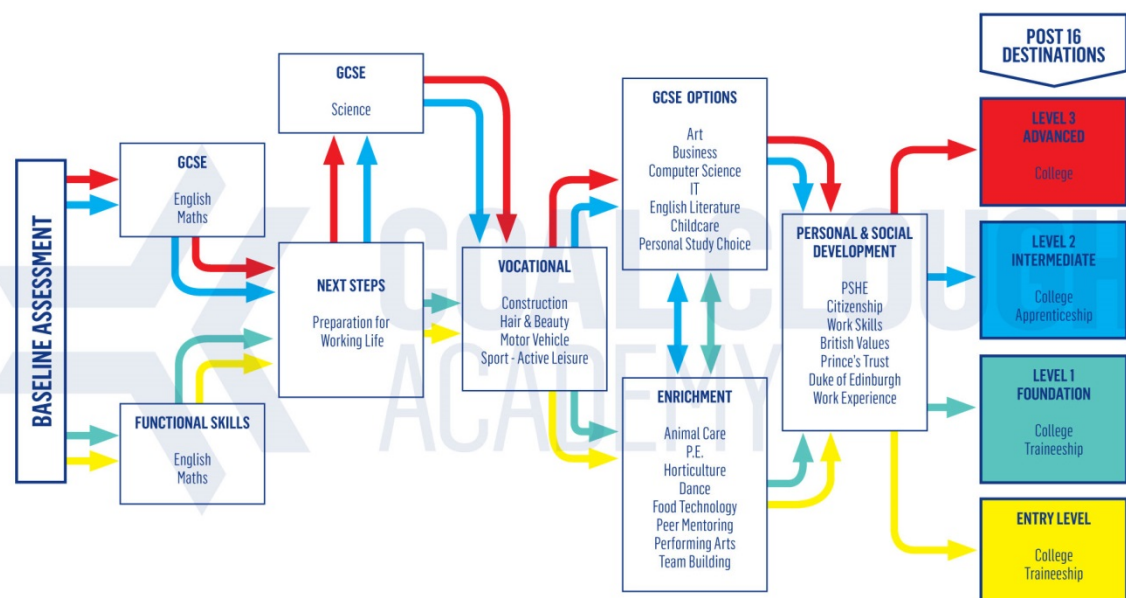 BASELINE ASSESSMENT
GCSE
English
Maths
FUNCTIONAL SKILLS
English
Maths
GCSE
Science
NEXT STEPS
Preparation for
Working Life
VOCATIONAL
Construction
Hair & Beauty
Motor Vehicle
Sport - Active Leisure
GCSE OPTIONS
Art
Business
Computer Science
IT
English Literature
Childcare
Personal Study Choice
ENRICHMENT
Animal Care
P.E.
Horticulture
Dance
Food Technology
Peer Mentoring
Performing Arts
Team Building
PERSONAL & SOCIAL
DEVELOPMENT
PSHE
Citizenship
Work Skills
British Values
Prince's Trust
Duke of Edinburgh
Work Experience
POST 16
DESTINATIONS
LEVEL 3
ADVANCED
College
LEVEL 2
INTERMEDIATE
College
Apprenticeship
LEVEL 1
FOUNDATION
College
Traineeship
ENTRY LEVEL
College
Traineeship
COAL CLOUGH
ACADEMY